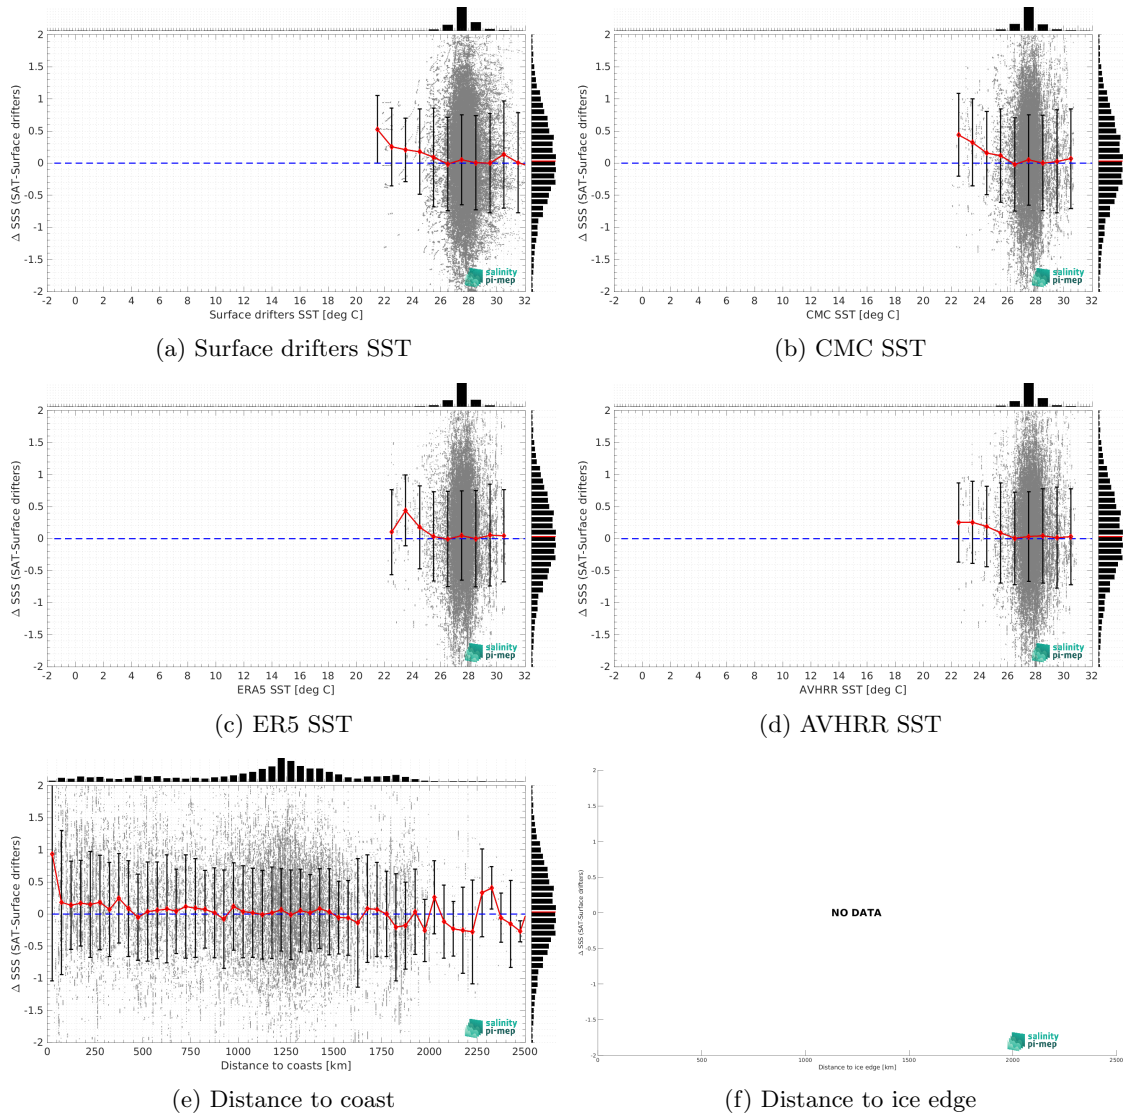 2
1.5
1
0.5
0
-0.5
-1
-1.5
-2
Δ SSS (SAT-Surface drifters)
salinity
pi-mep
-2 0 2 4 6 8 10 12 14 16 18 20 22 24 26 28 30 32
Surface drifters SST [deg C]
(a) Surface drifters SST
2
1.5
1
0.5
0
-0.5
-1
-1.5
-2
Δ SSS (SAT-Surface drifters)
salinity
pi-mep
-2 0 2 4 6 8 10 12 14 16 18 20 22 24 26 28 30 32
CMC SST [deg C]
(b) CMC SST
2
1.5
1
0.5
0
-0.5
-1
-1.5
-2
Δ SSS (SAT-Surface drifters)
salinity
pi-mep
-2 0 2 4 6 8 10 12 14 16 18 20 22 24 26 28 30 32
ERA5 SST [deg C]
(c) ER5 SST
2
1.5
1
0.5
0
-0.5
-1
-1.5
-2
Δ SSS (SAT-Surface drifters)
salinity
pi-mep
-2 0 2 4 6 8 10 12 14 16 18 20 22 24 26 28 30 32
AVHRR SST [deg C]
(d) AVHRR SST
2
1.5
1
0.5
0
-0.5
-1
-1.5
-2
Δ SSS (SAT-Surface drifters)
salinity
pi-mep
0 250 500 750 1000 1250 1500 1750 2000 2250 2500
Distance to coasts [km]
(e) Distance to coast
2
1.5
1
0.5
0
-0.5
-1
-1.5
-2
Δ SSS (SAT-Surface drifters)
NO DATA
salinity
pi-mep
0 500 1000 1500 2000 2500
Distance to ice edge [km]
(f) Distance to ice edge